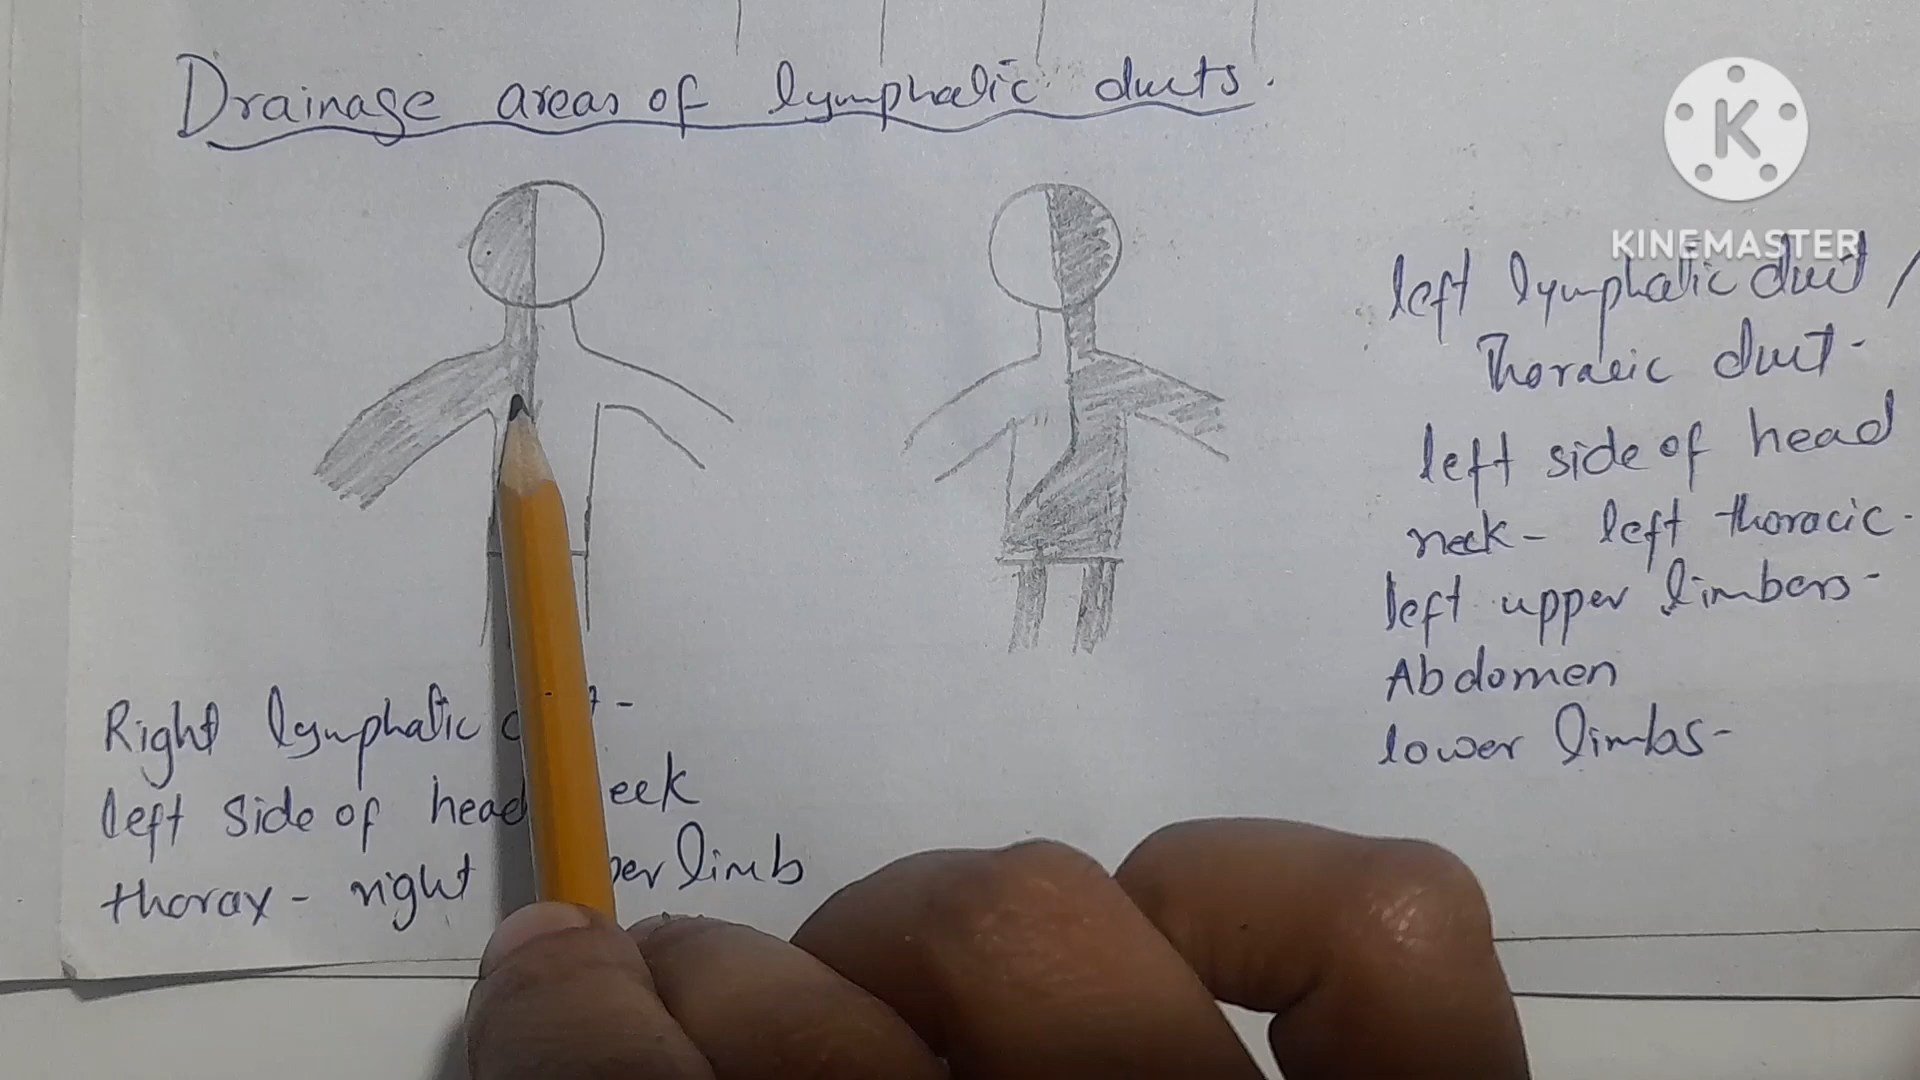 Drainage areas of lymphatic ducts.
K
KINEMASTER
left lymphatic duct /
Thoracic duct -
left side of head
neck - left thoracic -
left upper limbers -
Abdomen
lower limbs -
Right lymphatic
left side of head
thorax - right limb